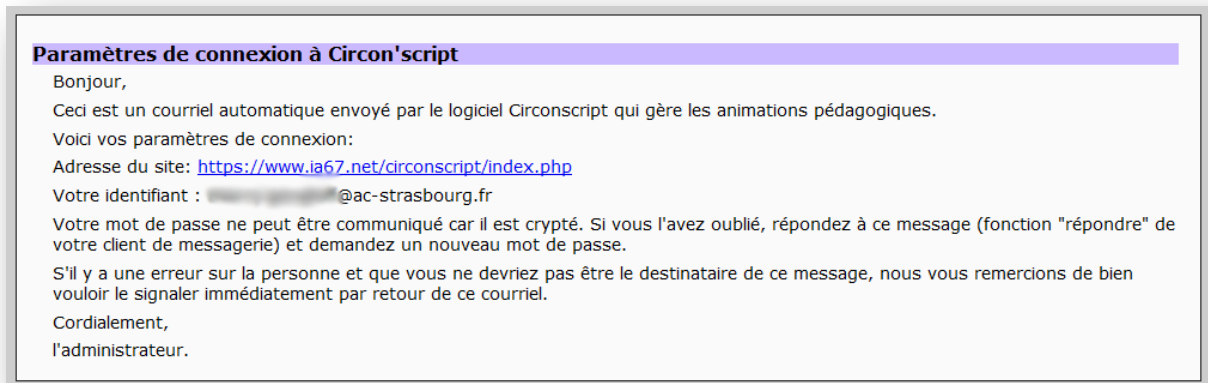 Paramètres de connexion à Circon'script
Bonjour,
Ceci est un courriel automatique envoyé par le logiciel Circonscript qui gère les animations pédagogiques.
Voici vos paramètres de connexion:
Adresse du site: https://www.ia67.net/circonscript/index.php
Votre identifiant : @ac-strasbourg.fr
Votre mot de passe ne peut être communiqué car il est crypté. Si vous l'avez oublié, répondez à ce message (fonction "répondre" de
votre client de messagerie) et demandez un nouveau mot de passe.
S'il y a une erreur sur la personne et que vous ne devriez pas être le destinataire de ce message, nous vous remercions de bien
vouloir le signaler immédiatement par retour de ce courriel.
Cordialement,
l'administrateur.